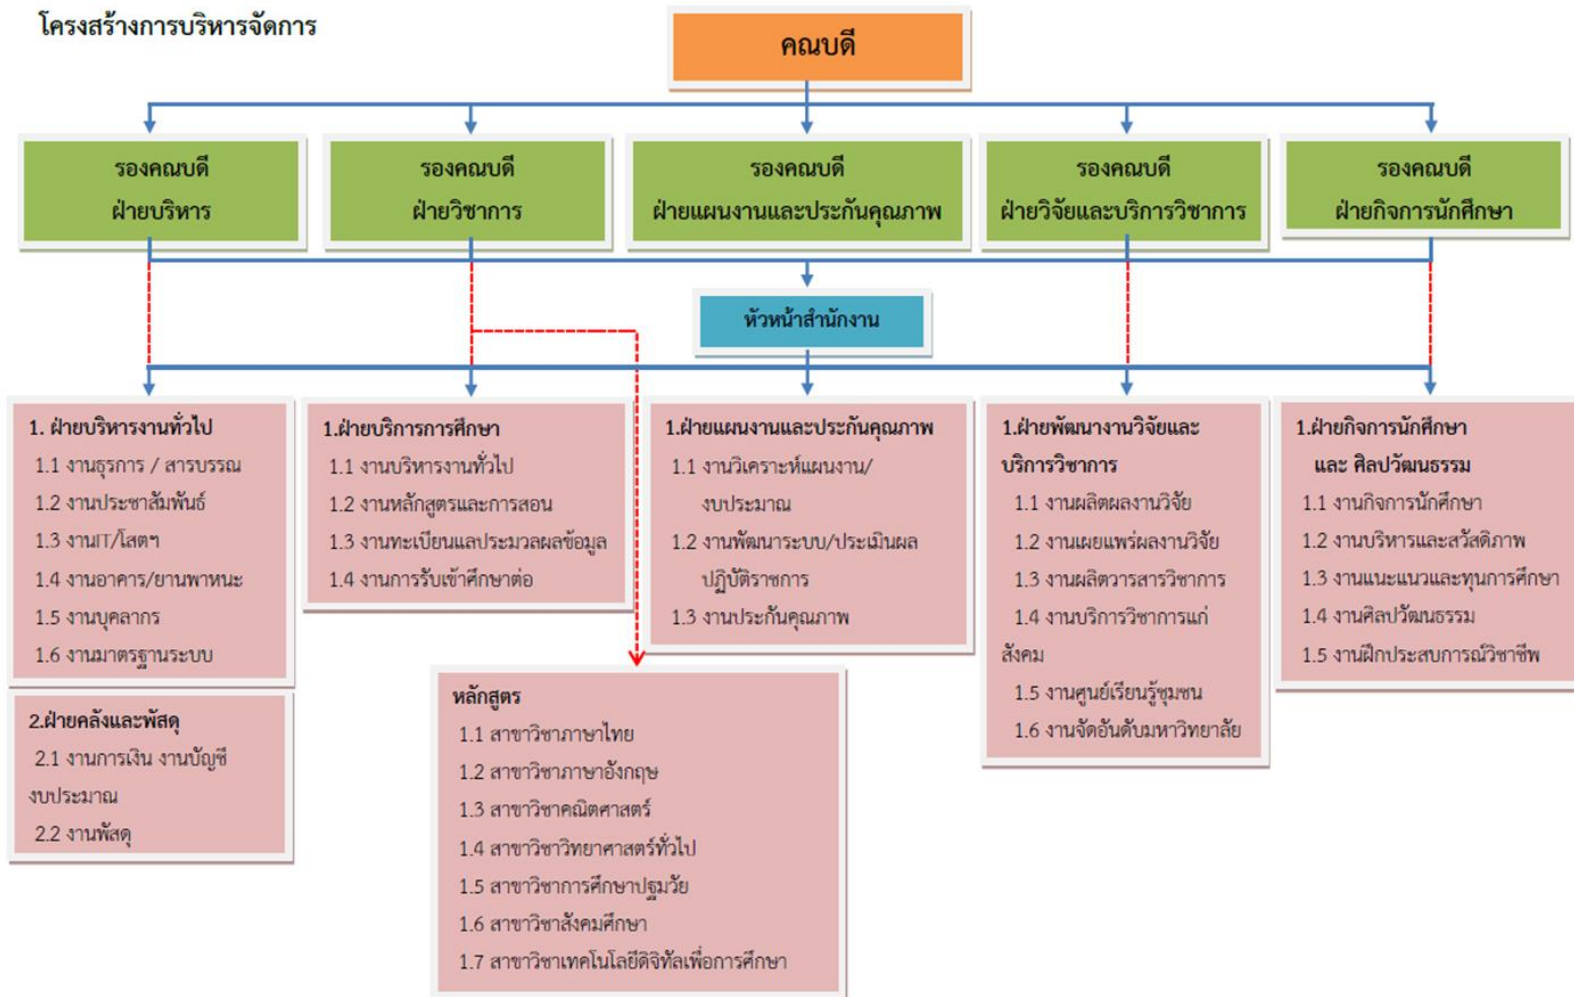 โครงสร้างการบริหารจัดการ
คณบดี
รองคณบดี
ฝ่ายบริหาร
รองคณบดี
ฝ่ายวิชาการ
รองคณบดี
ฝ่ายแผนงานและประกันคุณภาพ
รองคณบดี
ฝ่ายวิจัยและบริการวิชาการ
รองคณบดี
ฝ่ายกิจการนักศึกษา
หัวหน้าสำนักงาน
1. ฝ่ายบริหารงานทั่วไป
1.1 งานธุรการ / สารบรรณ
1.2 งานประชาสัมพันธ์
1.3 งานIT/โสตฯ
1.4 งานอาคาร/ยานพาหนะ
1.5 งานบุคลากร
1.6 งานมาตรฐานระบบ
2.ฝ่ายคลังและพัสดุ
2.1 งานการเงิน งานบัญชี
งบประมาณ
2.2 งานพัสดุ
1.ฝ่ายบริการการศึกษา
1.1 งานบริหารงานทั่วไป
1.2 งานหลักสูตรและการสอน
1.3 งานทะเบียนแลประมวลผลข้อมูล
1.4 งานการรับเข้าศึกษาต่อ
หลักสูตร
1.1 สาขาวิชาภาษาไทย
1.2 สาขาวิชาภาษาอังกฤษ
1.3 สาขาวิชาคณิตศาสตร์
1.4 สาขาวิชาวิทยาศาสตร์ทั่วไป
1.5 สาขาวิชาการศึกษาปฐมวัย
1.6 สาขาวิชาสังคมศึกษา
1.7 สาขาวิชาเทคโนโลยีดิจิทัลเพื่อการศึกษา
1.ฝ่ายแผนงานและประกันคุณภาพ
1.1 งานวิเคราะห์แผนงาน/
งบประมาณ
1.2 งานพัฒนาระบบ/ประเมินผล
ปฏิบัติราชการ
1.3 งานประกันคุณภาพ
1.ฝ่ายพัฒนางานวิจัยและ
บริการวิชาการ
1.1 งานผลิตผลงานวิจัย
1.2 งานเผยแพร่ผลงานวิจัย
1.3 งานผลิตวารสารวิชาการ
1.4 งานบริการวิชาการแก่
สังคม
1.5 งานศูนย์เรียนรู้ชุมชน
1.6 งานจัดอันดับมหาวิทยาลัย
1.ฝ่ายกิจการนักศึกษา
และ ศิลปวัฒนธรรม
1.1 งานกิจการนักศึกษา
1.2 งานบริหารและสวัสดิภาพ
1.3 งานแนะแนวและทุนการศึกษา
1.4 งานศิลปวัฒนธรรม
1.5 งานฝึกประสบการณ์วิชาชีพ